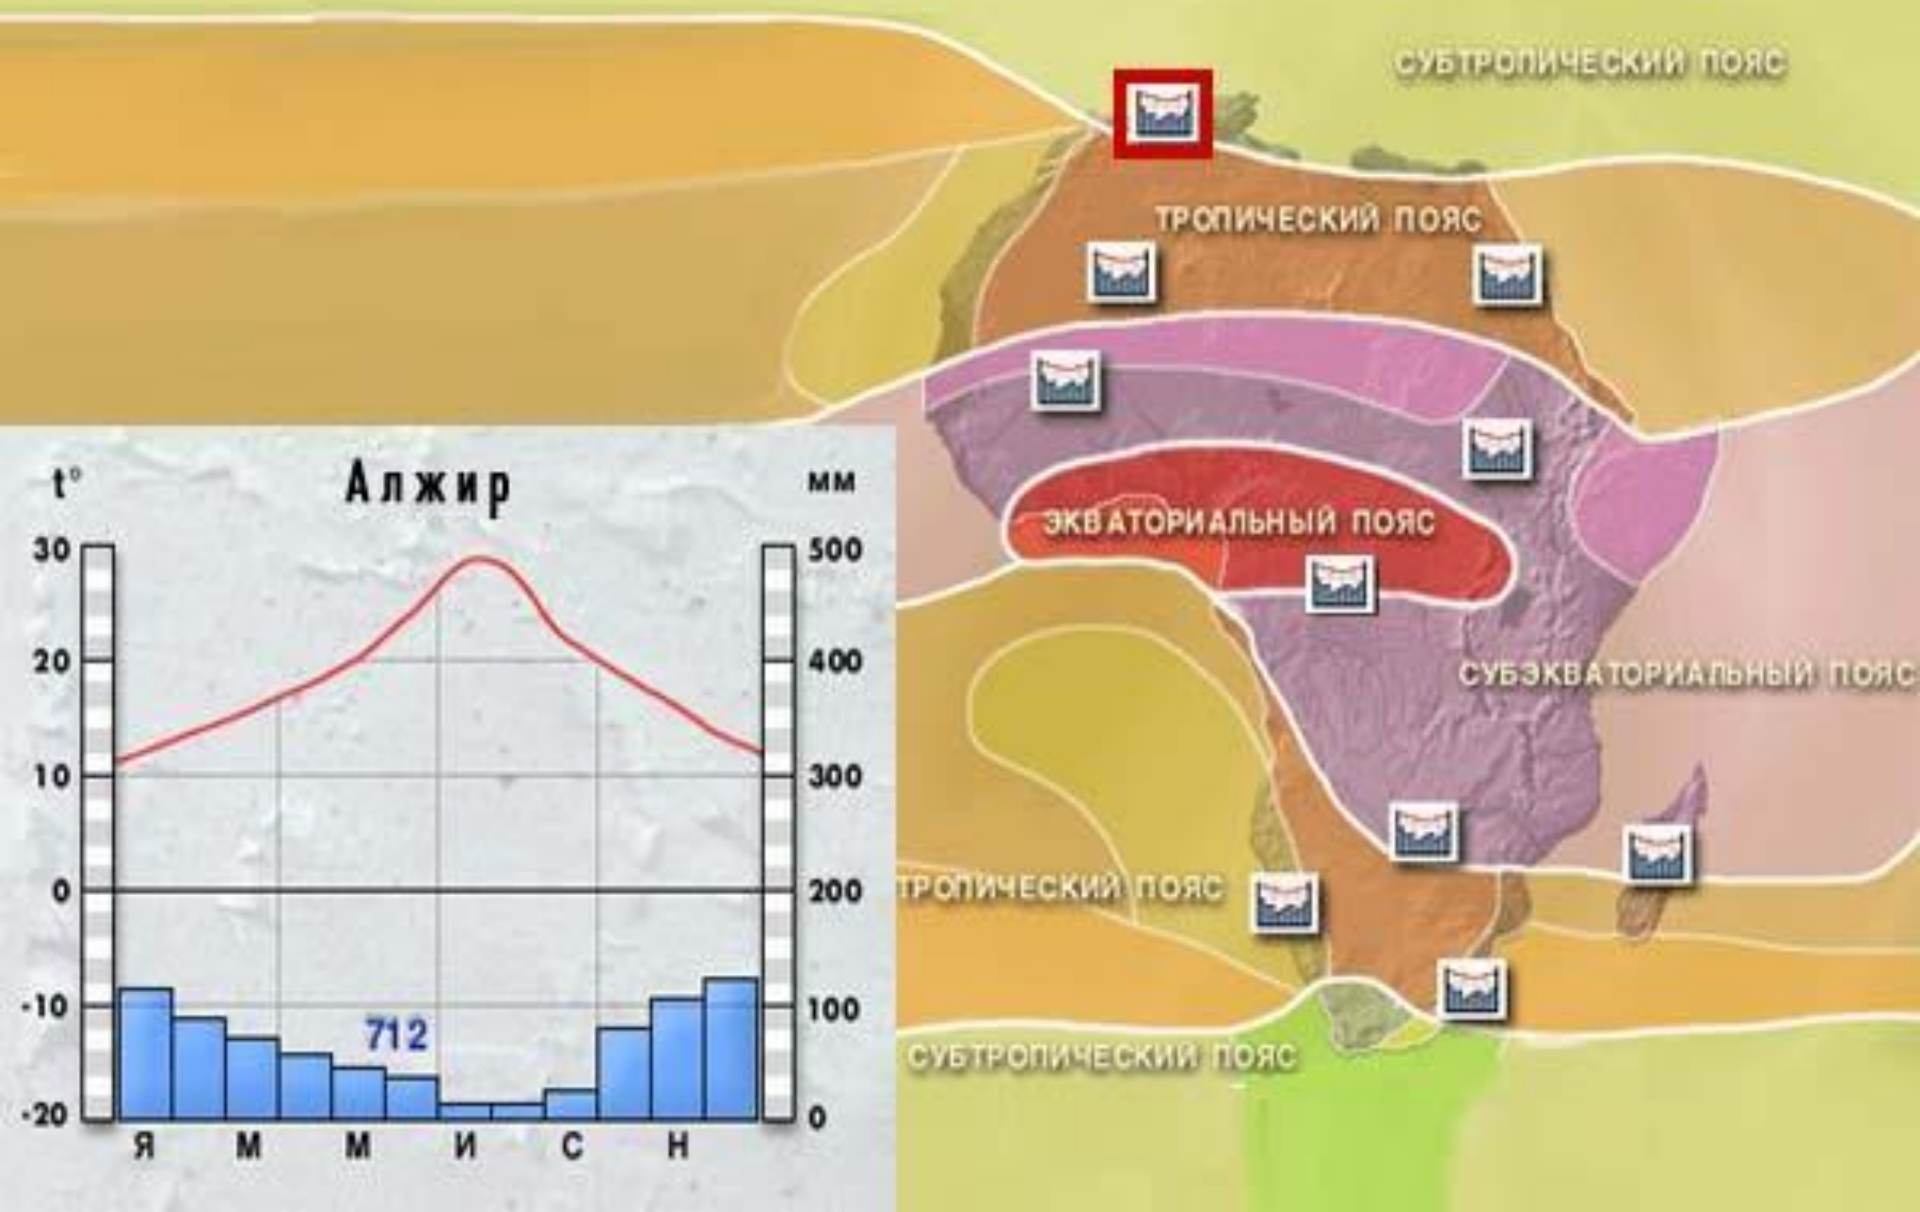 СУБТРОПИЧЕСКИЙ ПОЯС
ТРОПИЧЕСКИЙ ПОЯС
ЭКВАТОРИАЛЬНЫЙ ПОЯС
СУБЭКВАТОРИАЛЬНЫЙ ПОЯС
ТРОПИЧЕСКИЙ ПОЯС
СУБТРОПИЧЕСКИЙ ПОЯС
t° Алжир мм
30 500
20 400
10 300
0 200
-10 100
712
-20 0
Я М М И С Н